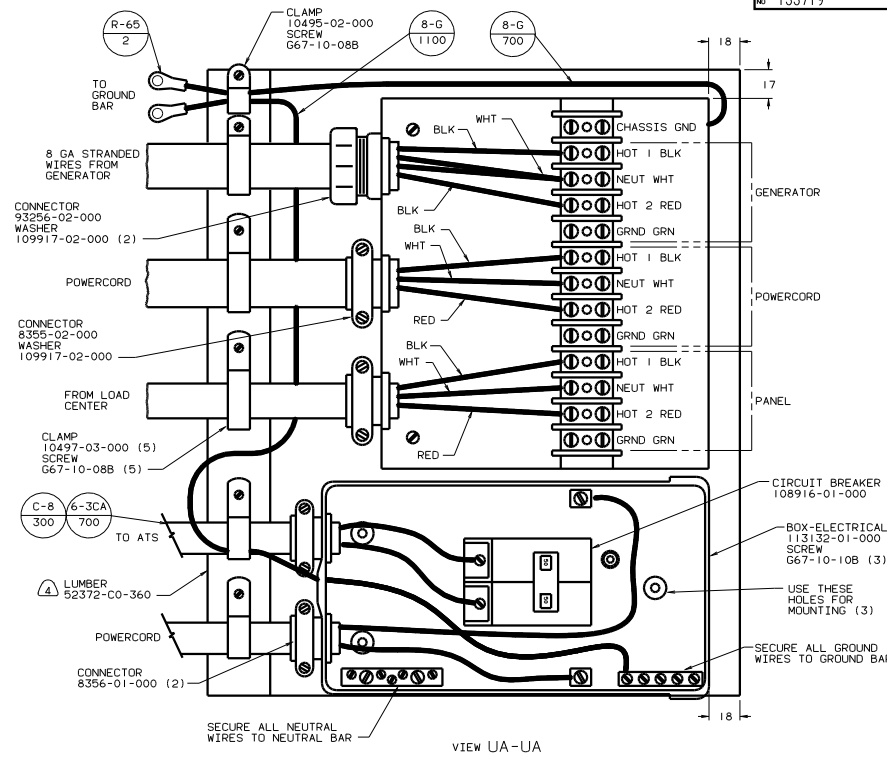 No 155719
CLAMP
10495-02-000
SCREW
G67-10-08B
R-65
2
8-G
1100
8-G
700
18
17
TO
GROUND
BAR
8 GA STRANDED
WIRES FROM
GENERATOR
CONNECTOR
93256-02-000
WASHER
109917-02-000 (2)
POWERCORD
CONNECTOR
8355-02-000
WASHER
109917-02-000
FROM LOAD
CENTER
CLAMP
10497-03-000 (5)
SCREW
G67-10-08B (5)
C-8
300
6-3CA
700
TO ATS
4 LUMBER
52372-C0-360
POWERCORD
CONNECTOR
8356-01-000 (2)
SECURE ALL NEUTRAL
WIRES TO NEUTRAL BAR
BLK
WHT
BLK
BLK
WHT
RED
BLK
WHT
RED
CHASSIS GND
HOT 1 BLK
NEUT WHT
HOT 2 RED
GRND GRN
HOT 1 BLK
NEUT WHT
HOT 2 RED
GRND GRN
HOT 1 BLK
NEUT WHT
HOT 2 RED
GRND GRN
GENERATOR
POWERCORD
PANEL
CIRCUIT BREAKER
108916-01-000
BOX-ELECTRICAL
113132-01-000
SCREW
G67-10-10B (3)
USE THESE
HOLES FOR
MOUNTING (3)
SECURE ALL GROUND
WIRES TO GROUND BAR
18
VIEW UA-UA